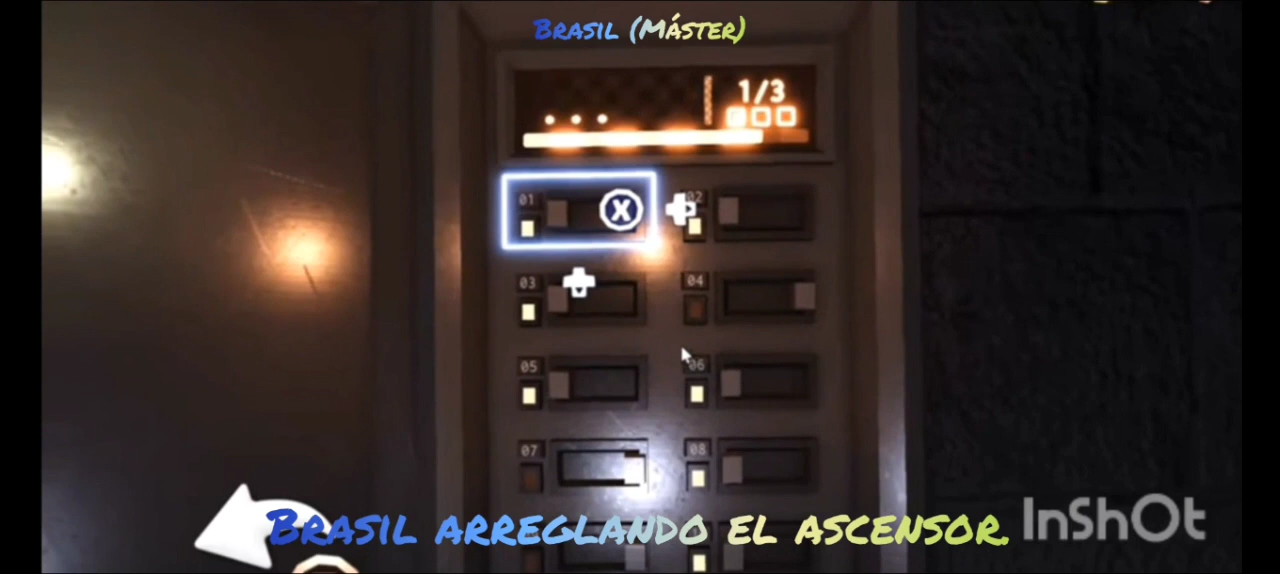 Brasil (Máster)
1/3
01
X
02
03
04
05
06
07
08
Brasil arreglando el ascensor.
InShOt